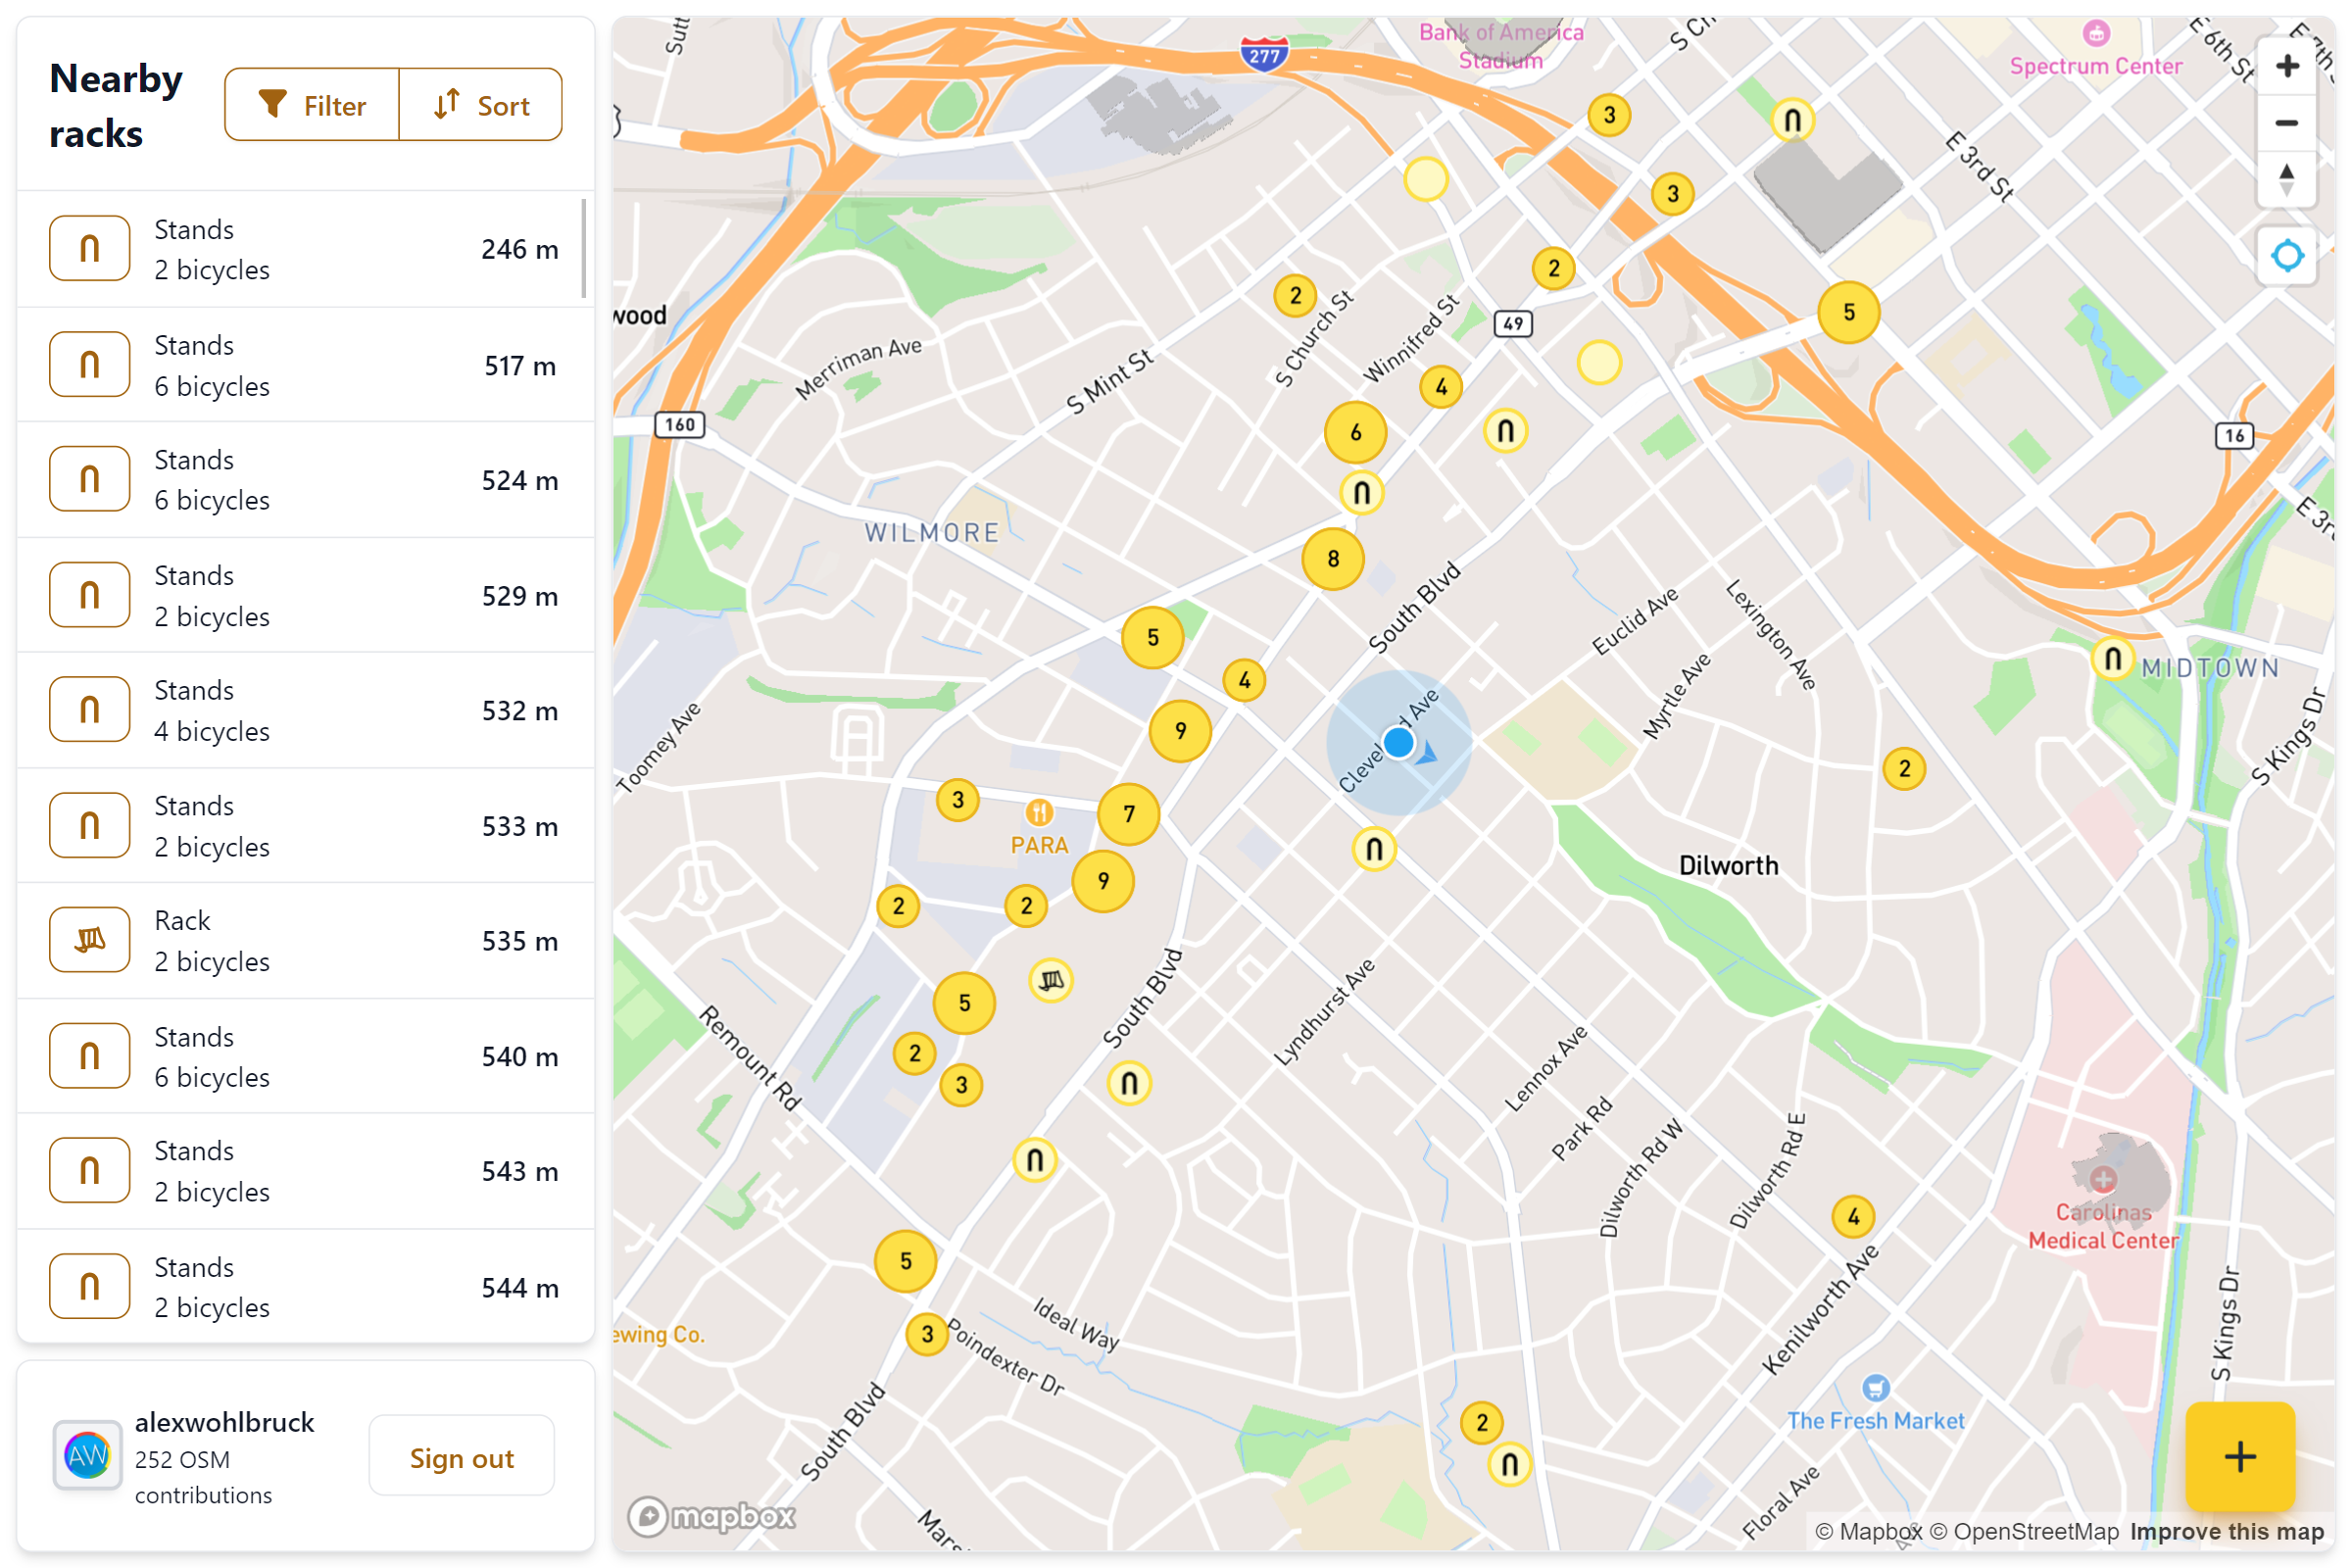 Nearby
racks
Filter
Sort
Stands
2 bicycles
246 m
Stands
6 bicycles
517 m
Stands
6 bicycles
524 m
Stands
2 bicycles
529 m
Stands
4 bicycles
532 m
Stands
2 bicycles
533 m
Rack
2 bicycles
535 m
Stands
6 bicycles
540 m
Stands
2 bicycles
543 m
Stands
2 bicycles
544 m
alexwohlbruck
252 OSM
contributions
AW
Sign out
Sutt
277
Bank of America
Stadium
S Ch
Spectrum Center
E 6th St
E 7th
3
3
E 3rd St
2
2
5
S Church St
Winnifred St
49
wood
Merriman Ave
S Mint St
4
160
6
16
WILMORE
E 3r
8
South Blvd
Euclid Ave
Lexington Ave
5
4
MIDTOWN
Myrtle Ave
Cleve
d Ave
9
Toomey Ave
S Kings Dr
2
3
PARA
7
Dilworth
9
2
2
5
South Blvd
Lyndhurst Ave
Remount Rd
2
3
Lennox Ave
Park Rd
Dilworth Rd W
Dilworth Rd E
4
Carolinas
Medical Center
5
Kenilworth Ave
S Kings Dr
Ideal Way
ewing Co.
3
Poindexter Dr
South Blvd
The Fresh Market
2
Floral Ave
Mars
mapbox
© Mapbox © OpenStreetMap Improve this map